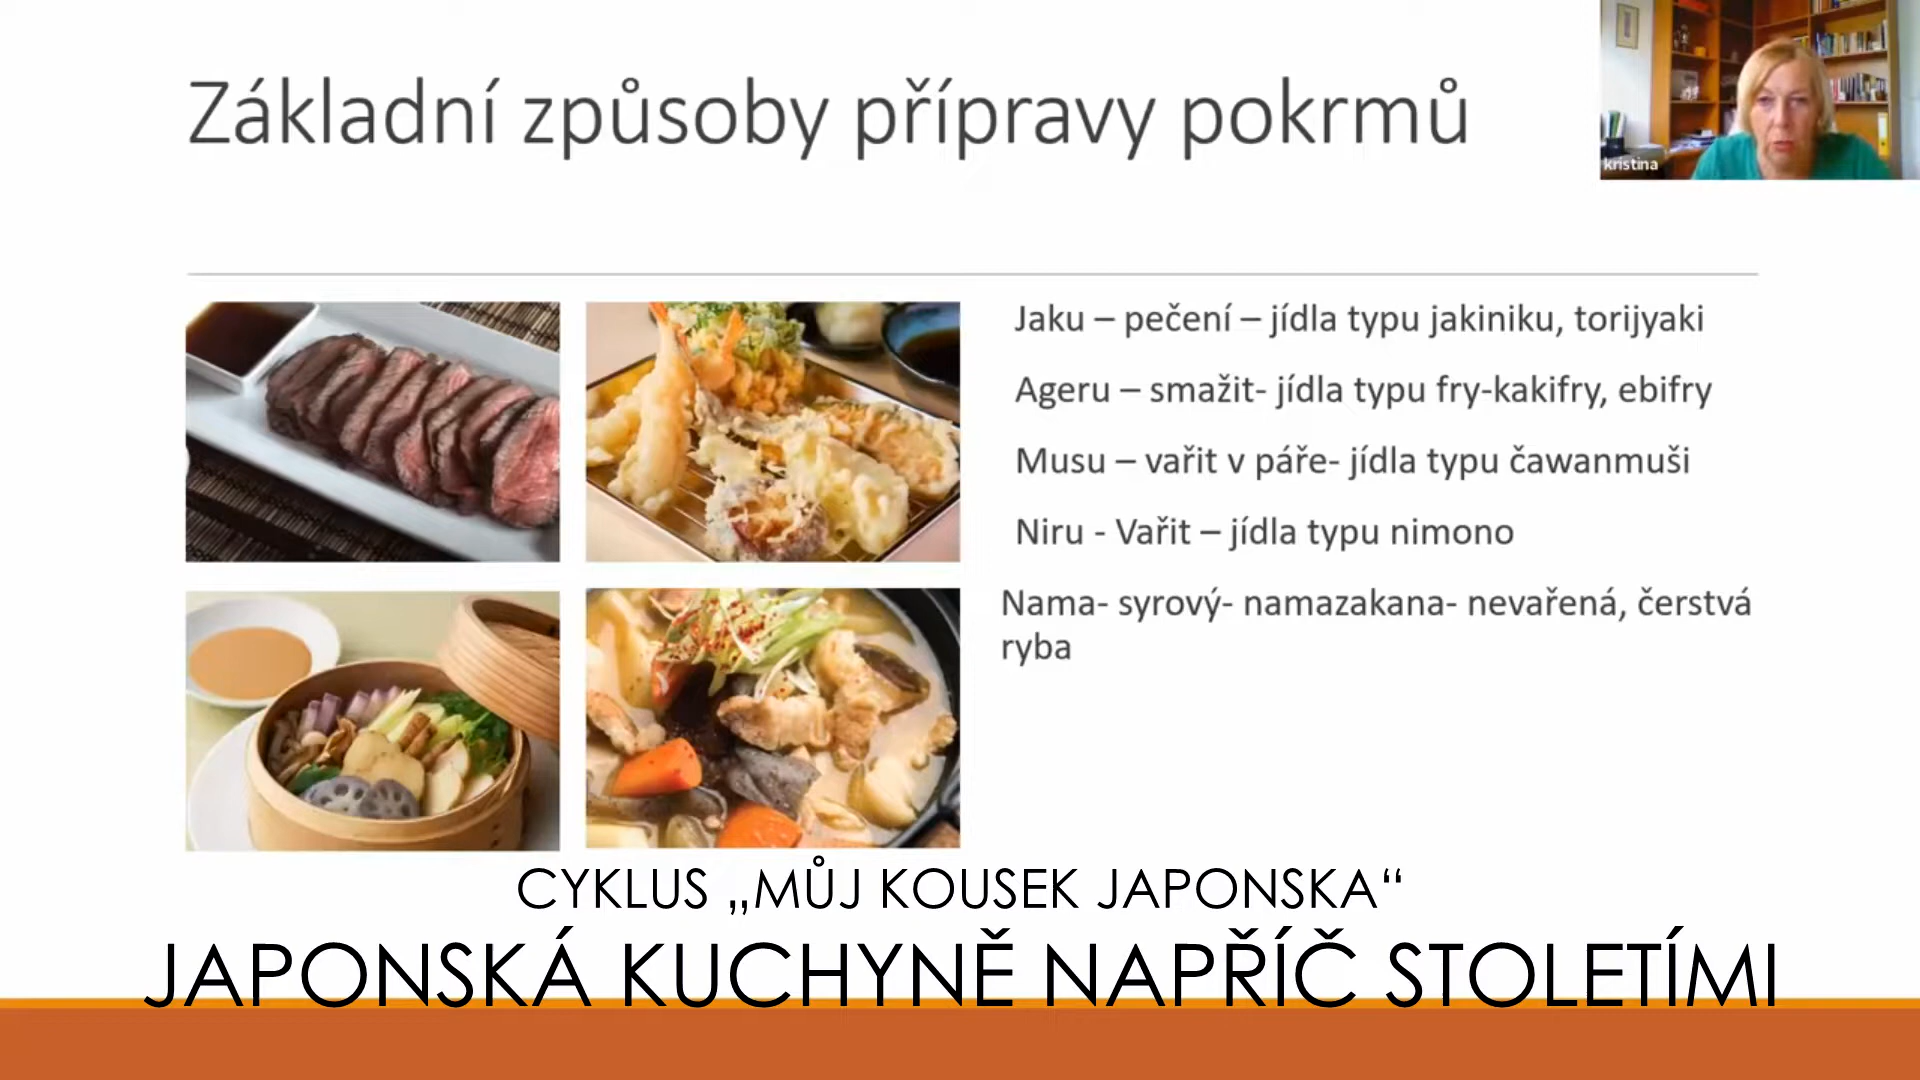 Základní způsoby přípravy pokrmů
kristina
Jaku – pečení – jídla typu jakiniku, torijyaki
Ageru – smažit- jídla typu fry-kakifry, ebifry
Musu – vařit v páře- jídla typu čawanmuši
Niru - Vařit – jídla typu nimono
Nama- syrový- namazakana- nevařená, čerstvá
ryba
CYKLUS „MŮJ KOUSEK JAPONSKA“
JAPONSKÁ KUCHYNĚ NAPŘÍČ STOLETÍMI